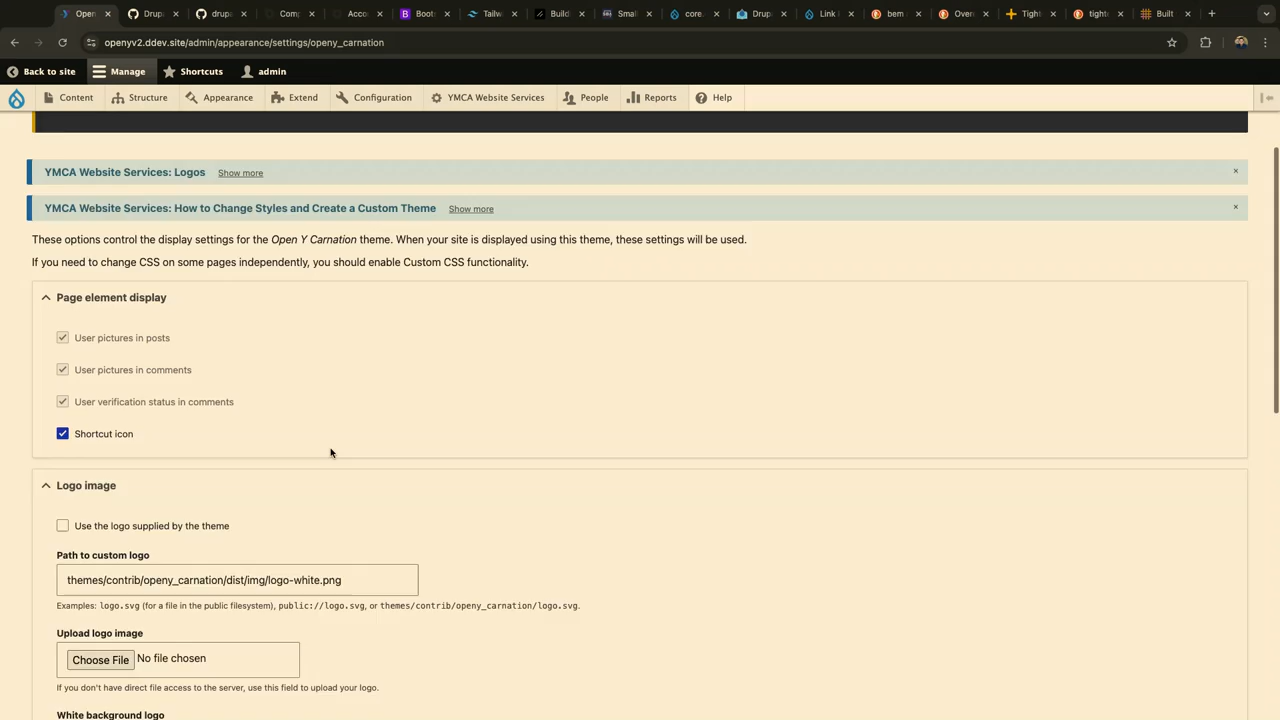 Open
Drup
drup
Comp
Acco
Boot
Tailw
Build
Smal
core.
Drup
Link
bem
Over
Tight
tight
Built
openyv2.ddev.site/admin/appearance/settings/openy_carnation
Back to site
Manage
Shortcuts
admin
Content
Structure
Appearance
Extend
Configuration
YMCA Website Services
People
Reports
Help
YMCA Website Services: Logos Show more
YMCA Website Services: How to Change Styles and Create a Custom Theme Show more
These options control the display settings for the Open Y Carnation theme. When your site is displayed using this theme, these settings will be used.
If you need to change CSS on some pages independently, you should enable Custom CSS functionality.
Page element display
User pictures in posts
User pictures in comments
User verification status in comments
Shortcut icon
Logo image
Use the logo supplied by the theme
Path to custom logo
themes/contrib/openy_carnation/dist/img/logo-white.png
Examples: logo.svg (for a file in the public filesystem), public://logo.svg, or themes/contrib/openy_carnation/logo.svg.
Upload logo image
Choose File No file chosen
If you don't have direct file access to the server, use this field to upload your logo.
White background logo